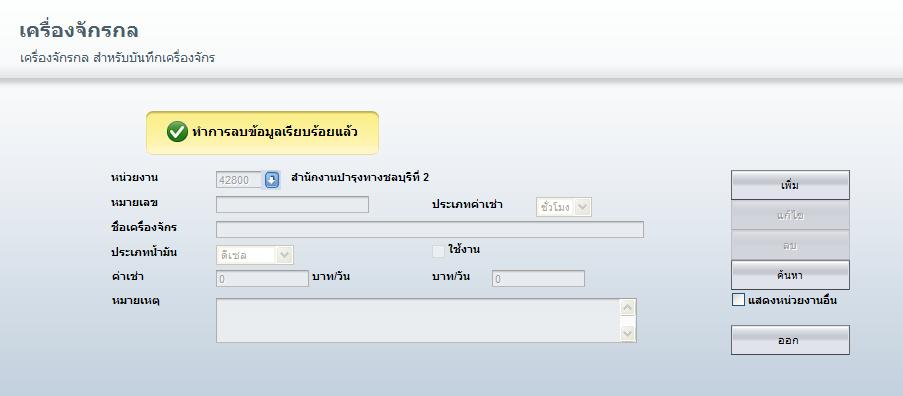 เครื่องจักรกล
เครื่องจักรกล สำหรับบันทึกเครื่องจักร
ทำการลบข้อมูลเรียบร้อยแล้ว
หน่วยงาน 42800 สำนักงานบำรุงทางชลบุรีที่ 2
เพิ่ม
หมายเลข ประเภทค่าเช่า ชั่วโมง
แก้ไข
ชื่อเครื่องจักร
ลบ
ประเภทน้ำมัน ดีเซล ใช้งาน
ค่าเช่า 0 บาท/วัน บาท/วัน 0
ค้นหา
หมายเหตุ
แสดงหน่วยงานอื่น
ออก